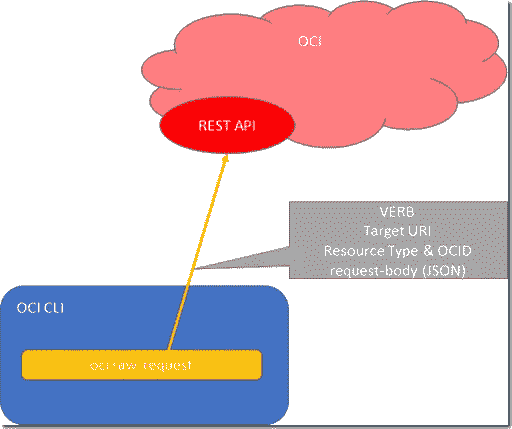 OCI
REST API
VERB
Target URI
Resource Type & OCID
request-body (JSON)
OCI CLI
oci raw-request